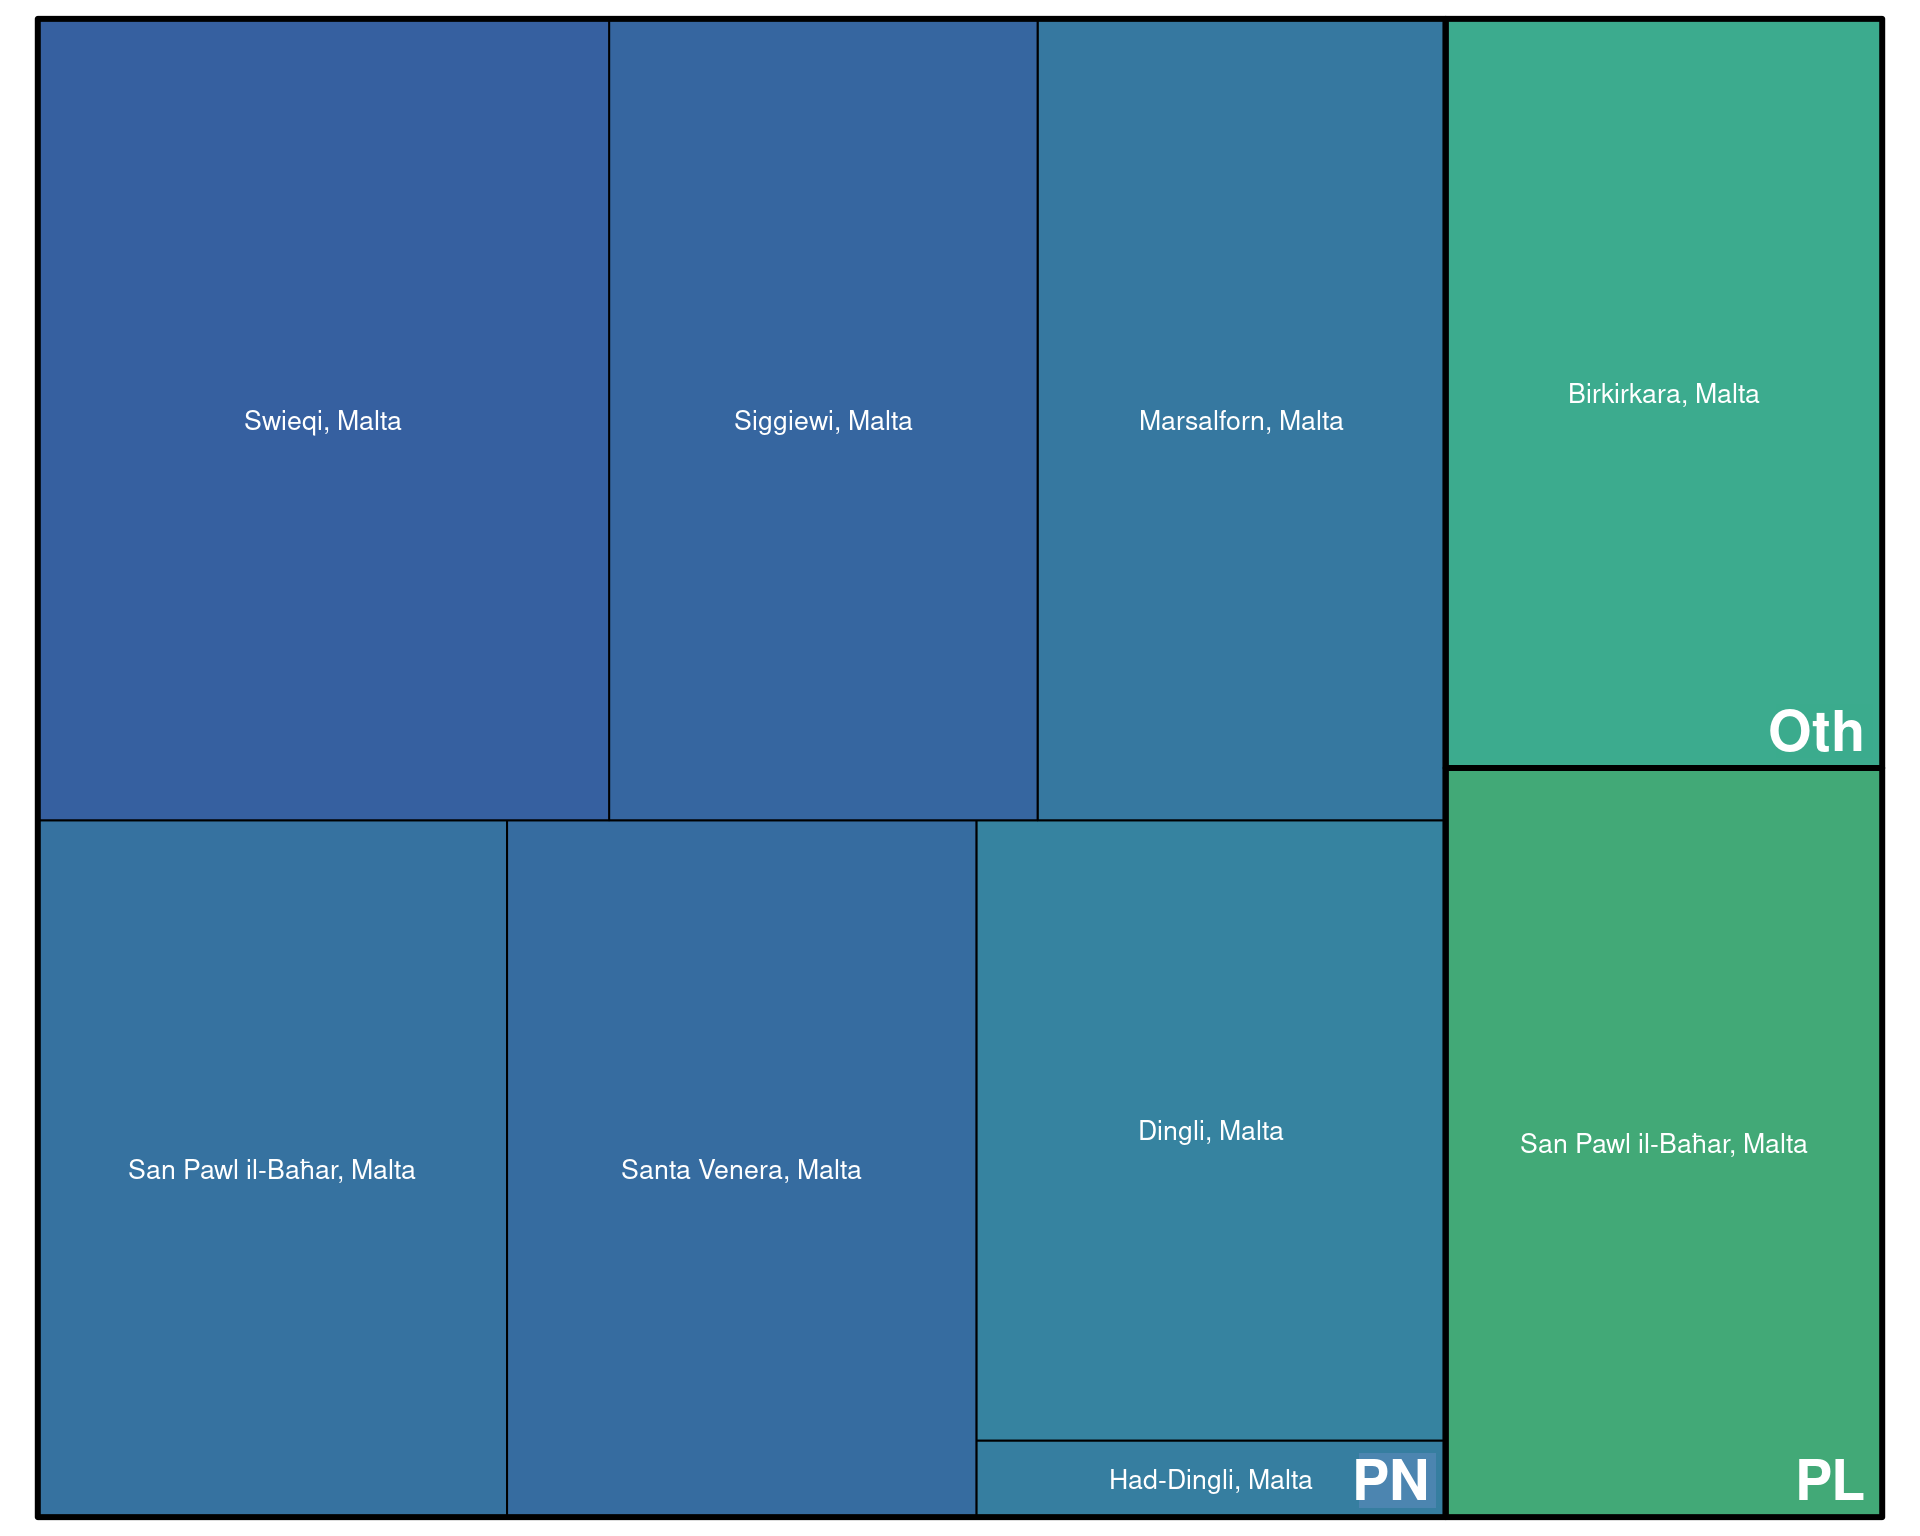 Swieqi, Malta
Siggiewi, Malta
Marsalforn, Malta
Birkirkara, Malta
Oth
San Pawl il-Baħar, Malta
Santa Venera, Malta
Dingli, Malta
San Pawl il-Baħar, Malta
Had-Dingli, Malta
PN
PL